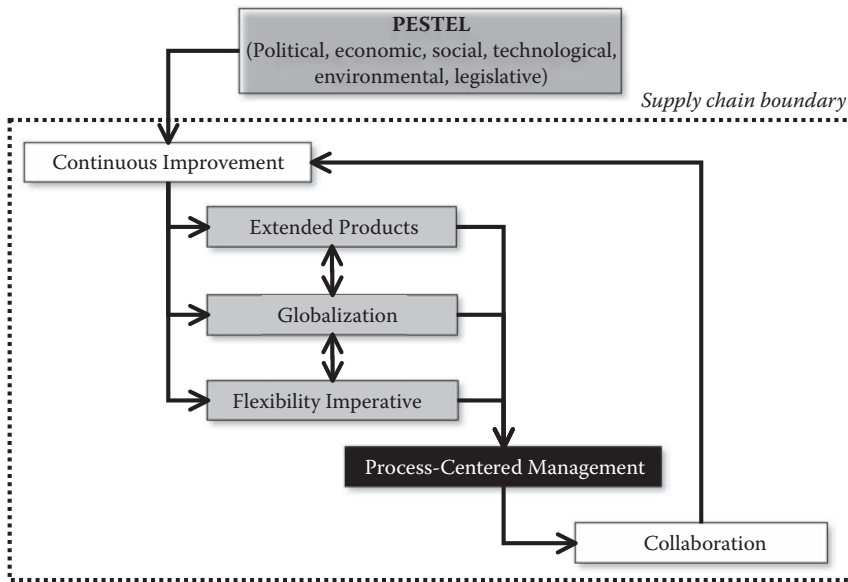 PESTEL
(Political, economic, social, technological,
environmental, legislative)
Supply chain boundary
Continuous Improvement
Extended Products
Globalization
Flexibility Imperative
Process-Centered Management
Collaboration